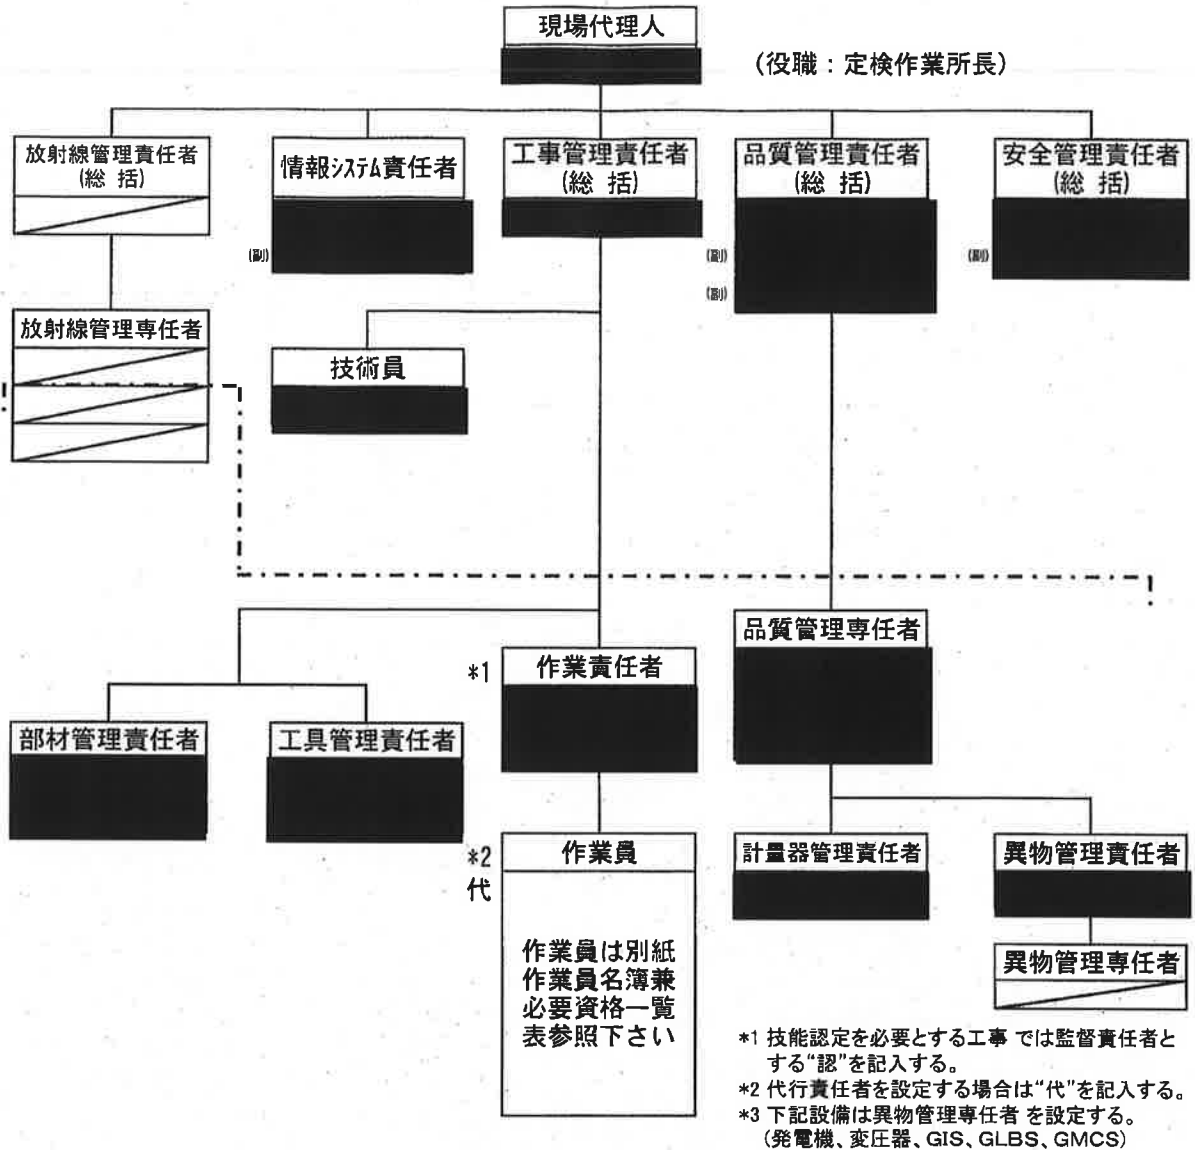 現場代理人
(役職：定検作業所長)
放射線管理責任者
(総 括)
情報システム責任者
(副)
工事管理責任者
(総 括)
品質管理責任者
(総 括)
(副)
(副)
安全管理責任者
(総 括)
(副)
放射線管理専任者
技術員
品質管理専任者
*1
作業責任者
部材管理責任者
工具管理責任者
*2
代
作業員
作業員は別紙
作業員名簿兼
必要資格一覧
表参照下さい
計量器管理責任者
異物管理責任者
異物管理専任者
*1 技能認定を必要とする工事 では監督責任者と
する“認”を記入する。
*2 代行責任者を設定する場合は“代”を記入する。
*3 下記設備は異物管理専任者 を設定する。
(発電機、変圧器、GIS、GLBS、GMCS)